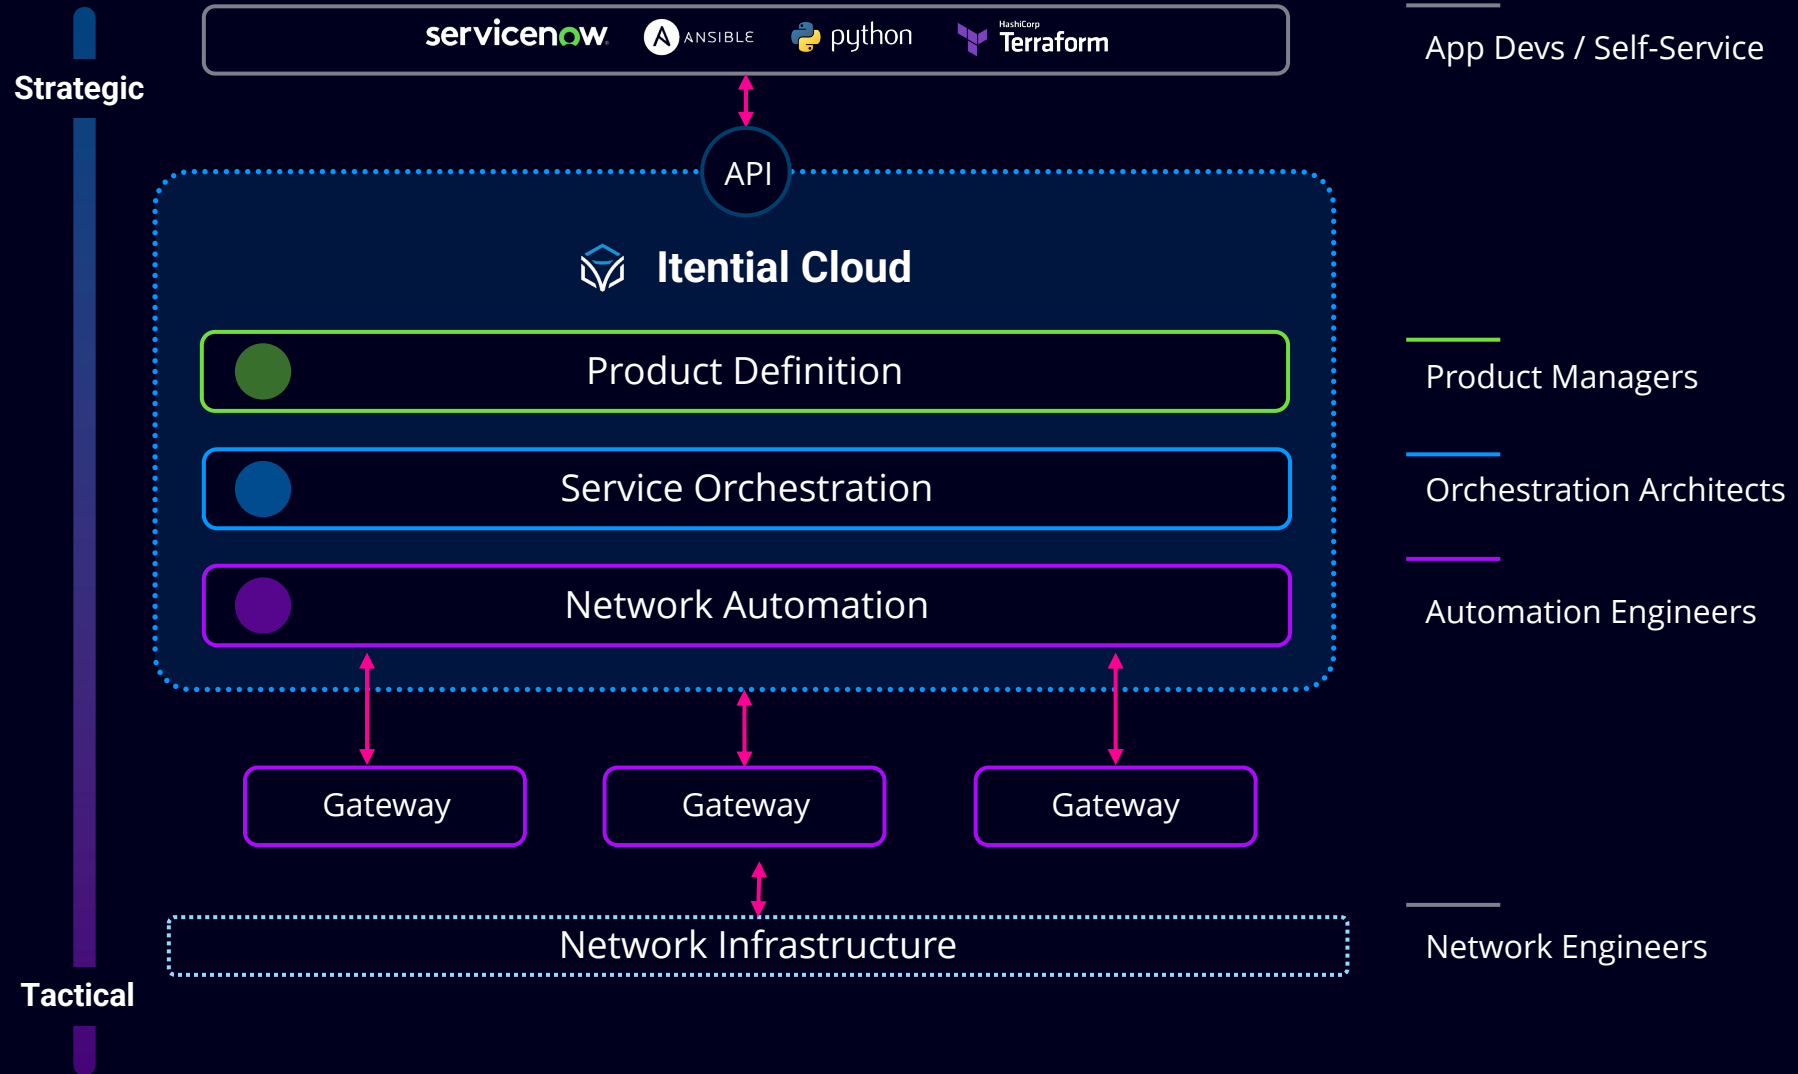 servicenow
ANSIBLE
python
HashiCorp
Terraform
App Devs / Self-Service
Strategic
API
Itential Cloud
Product Definition
Product Managers
Service Orchestration
Orchestration Architects
Network Automation
Automation Engineers
Gateway
Gateway
Gateway
Network Infrastructure
Network Engineers
Tactical